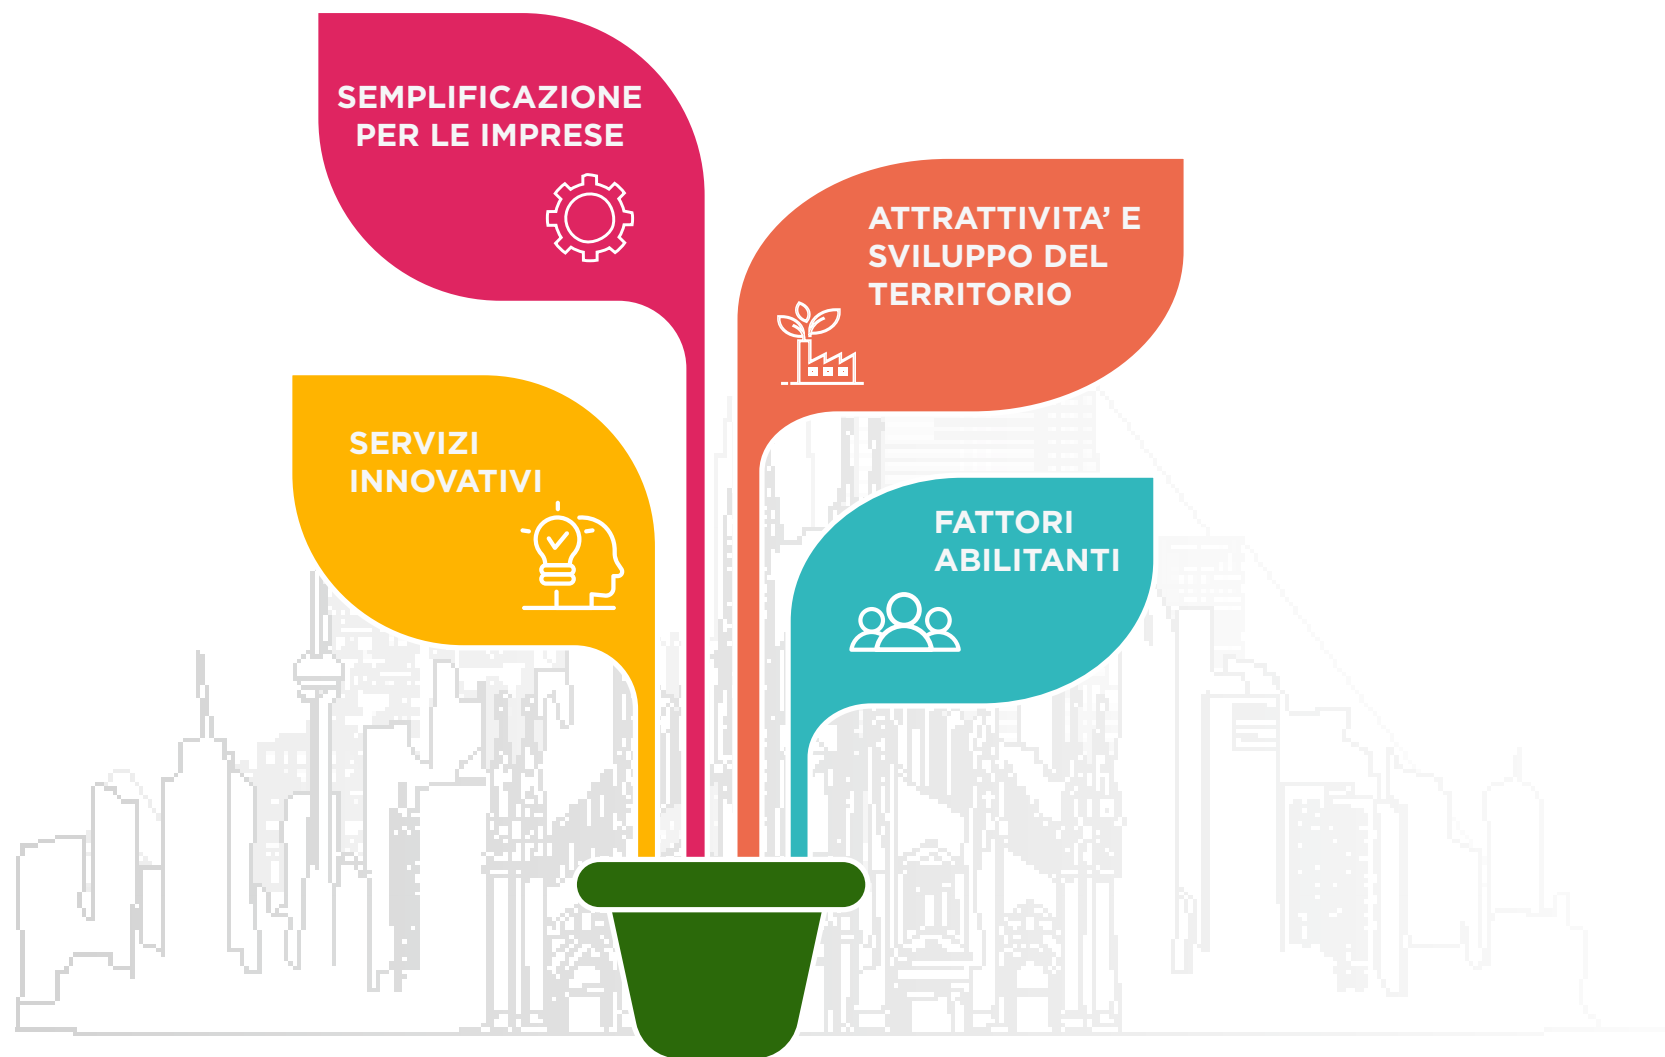 SEMPLIFICAZIONE
PER LE IMPRESE
ATTRATTIVITA’ E
SVILUPPO DEL
TERRITORIO
SERVIZI
INNOVATIVI
FATTORI
ABILITANTI